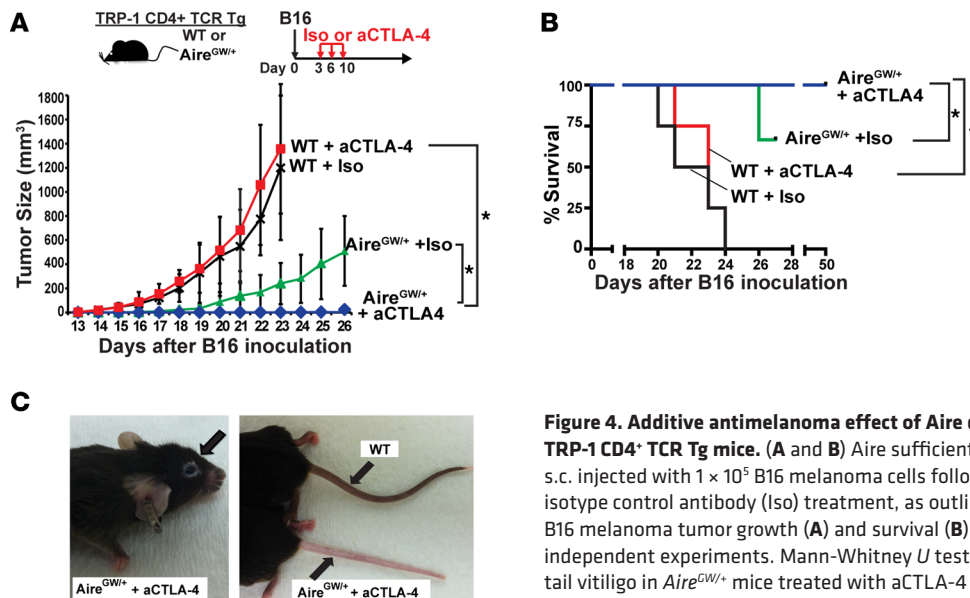 A
TRP-1 CD4+ TCR Tg
WT or
Aire^GW/+
B16
Iso or aCTLA-4
Day 0 3 6 10
Tumor Size (mm³)
1800
1600
1400
1200
1000
800
600
400
200
0
WT + aCTLA-4
WT + Iso
*
Aire^GW/+ +Iso
*
Aire^GW/+
+ aCTLA4
13 14 15 16 17 18 19 20 21 22 23 24 25 26
Days after B16 inoculation
B
% Survival
100
75
50
25
0
Aire^GW/+
+ aCTLA4
*
Aire^GW/+ +Iso
WT + aCTLA-4
WT + Iso
0 18 20 22 24 26 28 50
Days after B16 inoculation
C
Aire^GW/+ + aCTLA-4
WT
Aire^GW/+ + aCTLA-4
Figure 4. Additive antimelanoma effect of Aire
TRP-1 CD4⁺ TCR Tg mice. (A and B) Aire sufficien
s.c. injected with 1 × 10⁵ B16 melanoma cells follo
isotype control antibody (Iso) treatment, as outli
B16 melanoma tumor growth (A) and survival (B)
independent experiments. Mann-Whitney U test
tail vitiligo in Aire^GW/+ mice treated with aCTLA-4